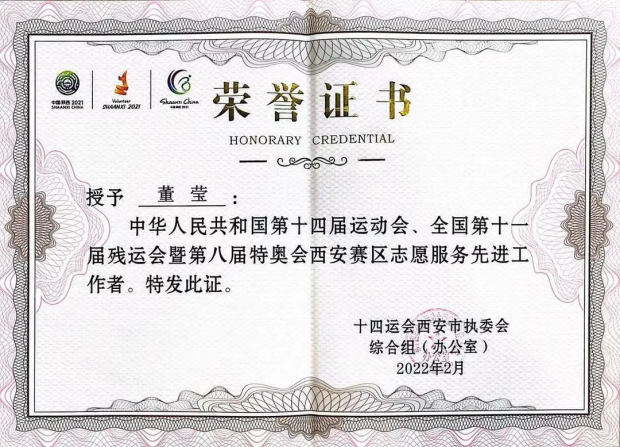 中国陕西 2021
SHAANXI CHINA
Volunteer
SHAANXI 2021
Shaanxi China
荣誉证书
HONORARY CREDENTIAL
授予 董莹：
中华人民共和国第十四届运动会、全国第十一
届残运会暨第八届特奥会西安赛区志愿服务先进工
作者。特发此证。
十四运会西安市执委会
综合组（办公室）
2022年2月